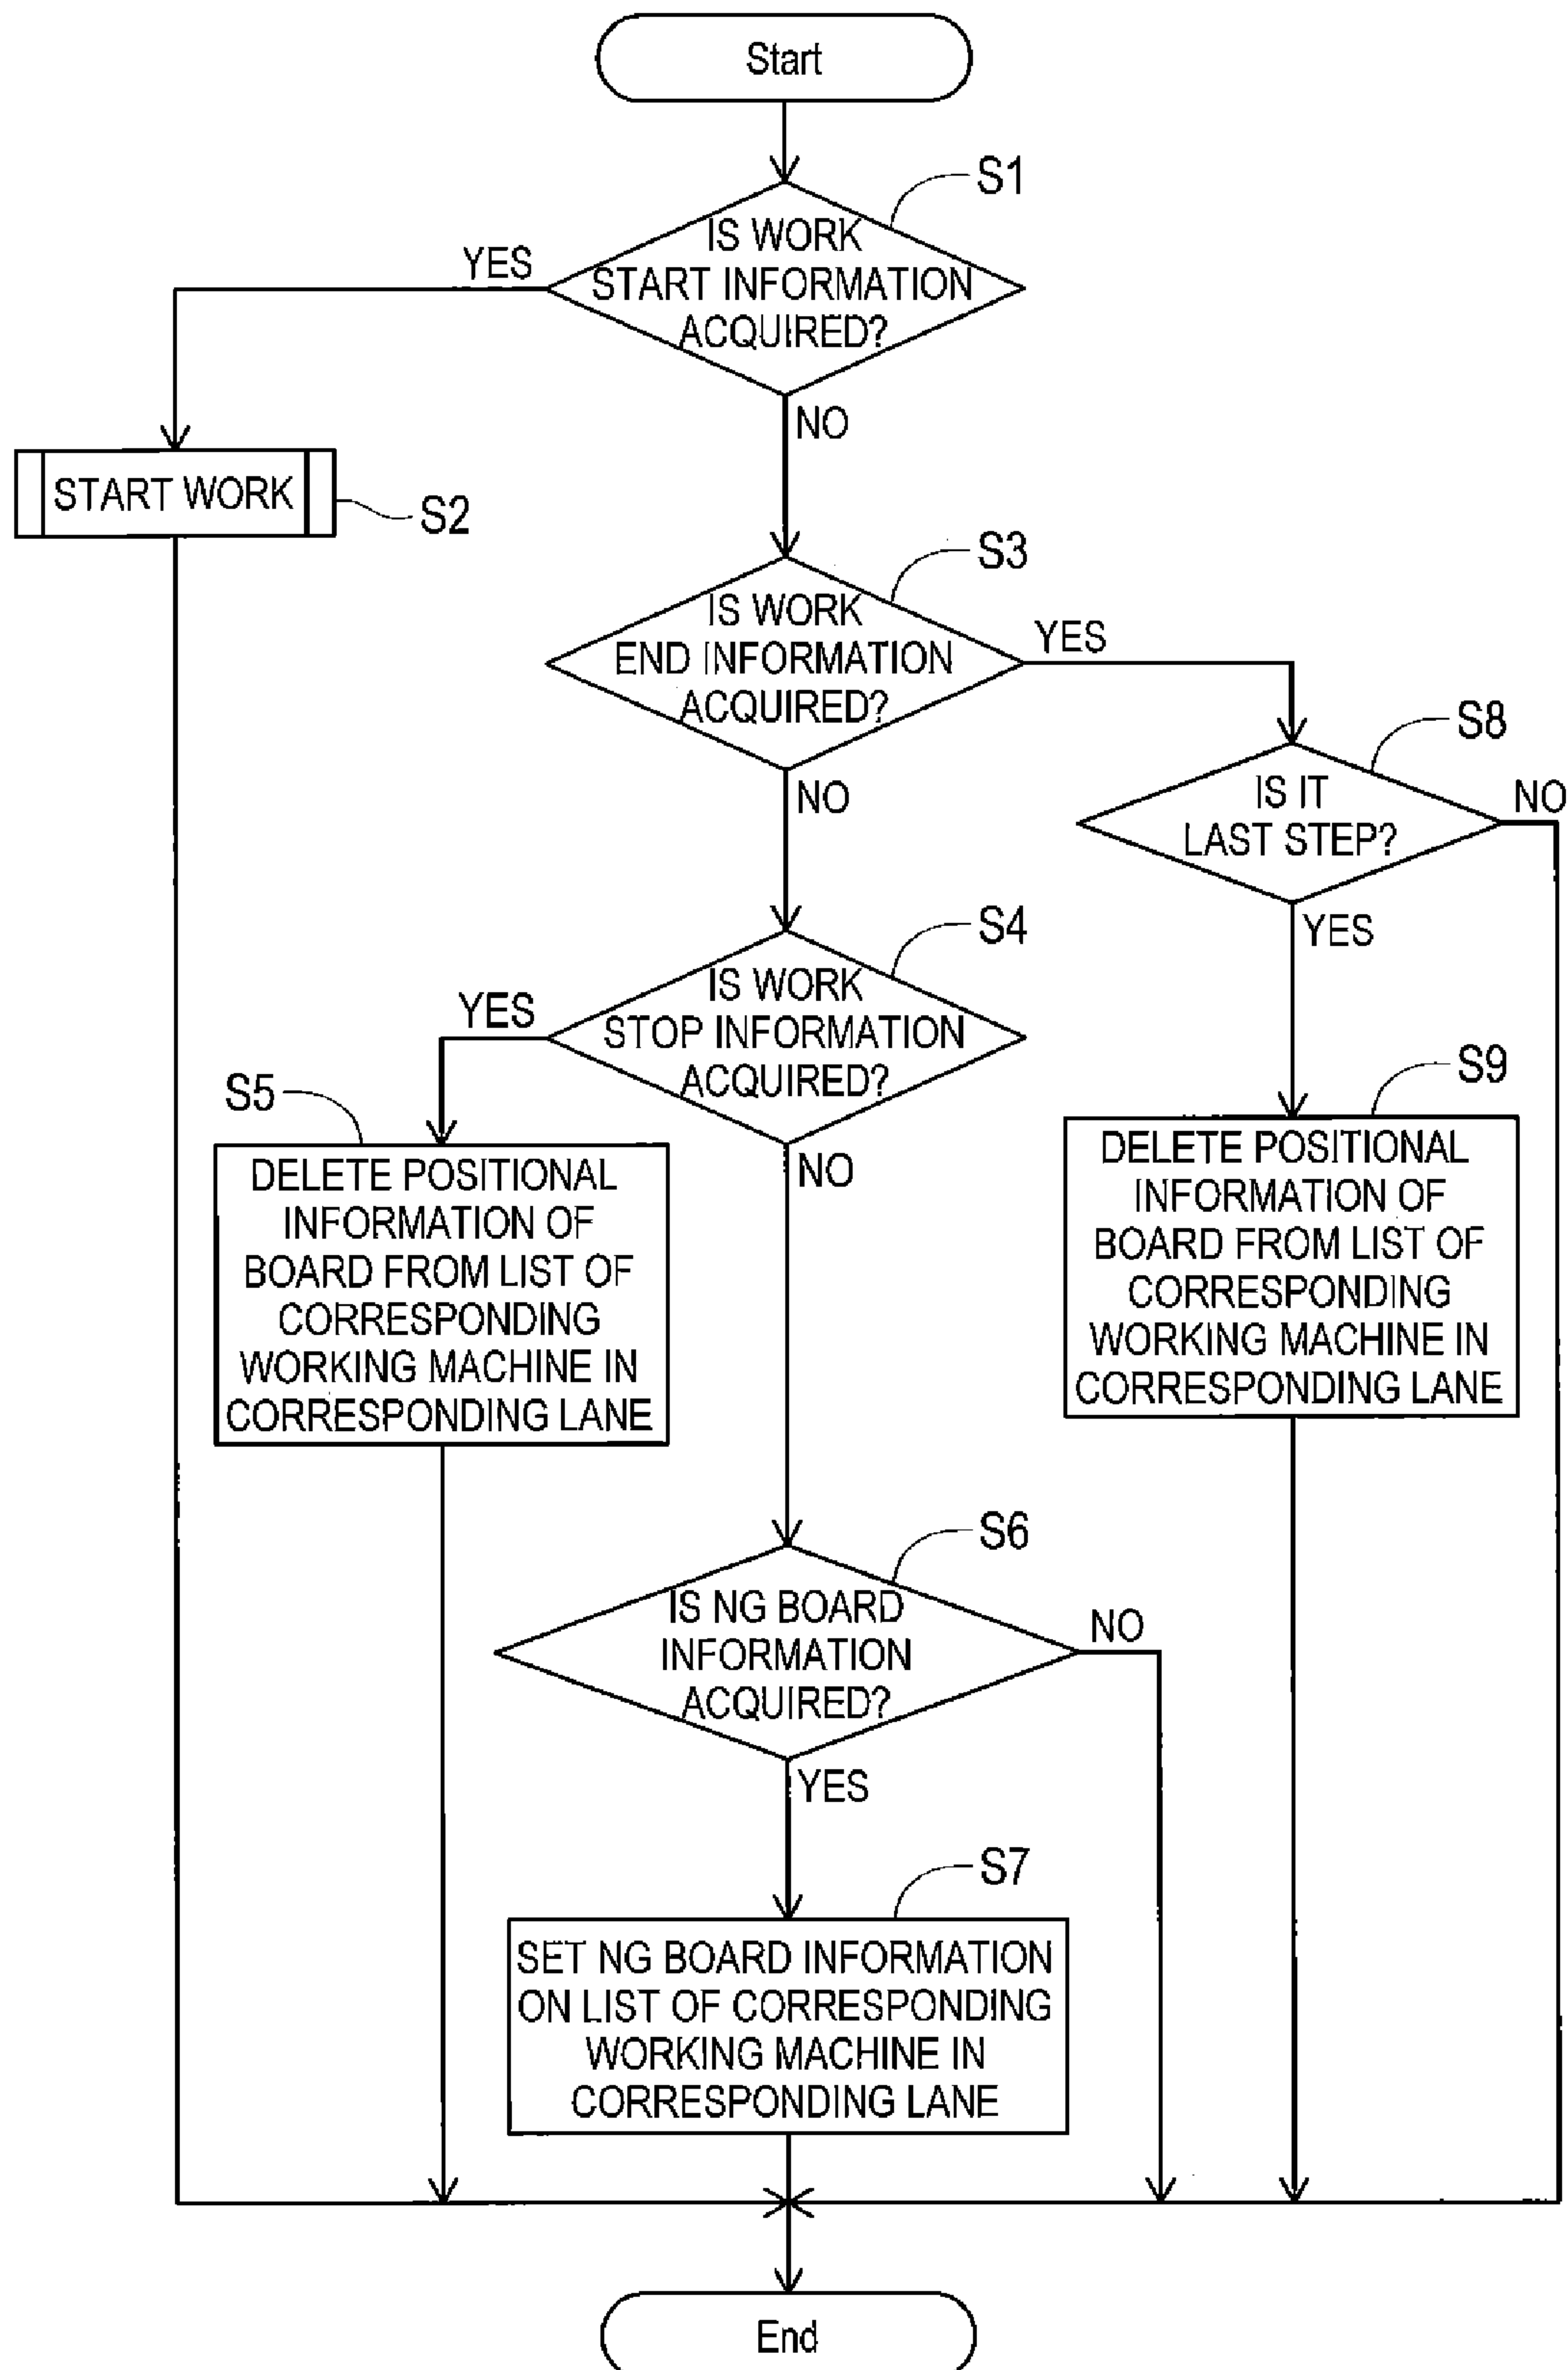 Start
S1
IS WORK
START INFORMATION
ACQUIRED?
YES
NO
START WORK
S2
S3
IS WORK
END INFORMATION
ACQUIRED?
YES
NO
S8
IS IT
LAST STEP?
NO
YES
S4
IS WORK
STOP INFORMATION
ACQUIRED?
YES
NO
S5
DELETE POSITIONAL
INFORMATION OF
BOARD FROM LIST OF
CORRESPONDING
WORKING MACHINE IN
CORRESPONDING LANE
S9
DELETE POSITIONAL
INFORMATION OF
BOARD FROM LIST OF
CORRESPONDING
WORKING MACHINE IN
CORRESPONDING LANE
S6
IS NG BOARD
INFORMATION
ACQUIRED?
NO
YES
S7
SET NG BOARD INFORMATION
ON LIST OF CORRESPONDING
WORKING MACHINE IN
CORRESPONDING LANE
End